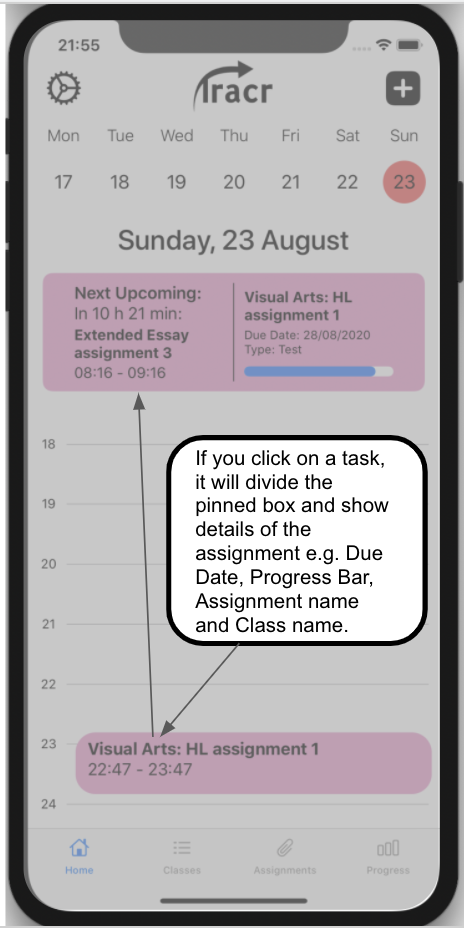 21:55
Tracr
Mon Tue Wed Thu Fri Sat Sun
17 18 19 20 21 22 23
Sunday, 23 August
Next Upcoming:
In 10 h 21 min:
Extended Essay
assignment 3
08:16 - 09:16
Visual Arts: HL
assignment 1
Due Date: 28/08/2020
Type: Test
18
19
20
21
22
23
24
If you click on a task,
it will divide the
pinned box and show
details of the
assignment e.g. Due
Date, Progress Bar,
Assignment name
and Class name.
Visual Arts: HL assignment 1
22:47 - 23:47
Home Classes Assignments Progress